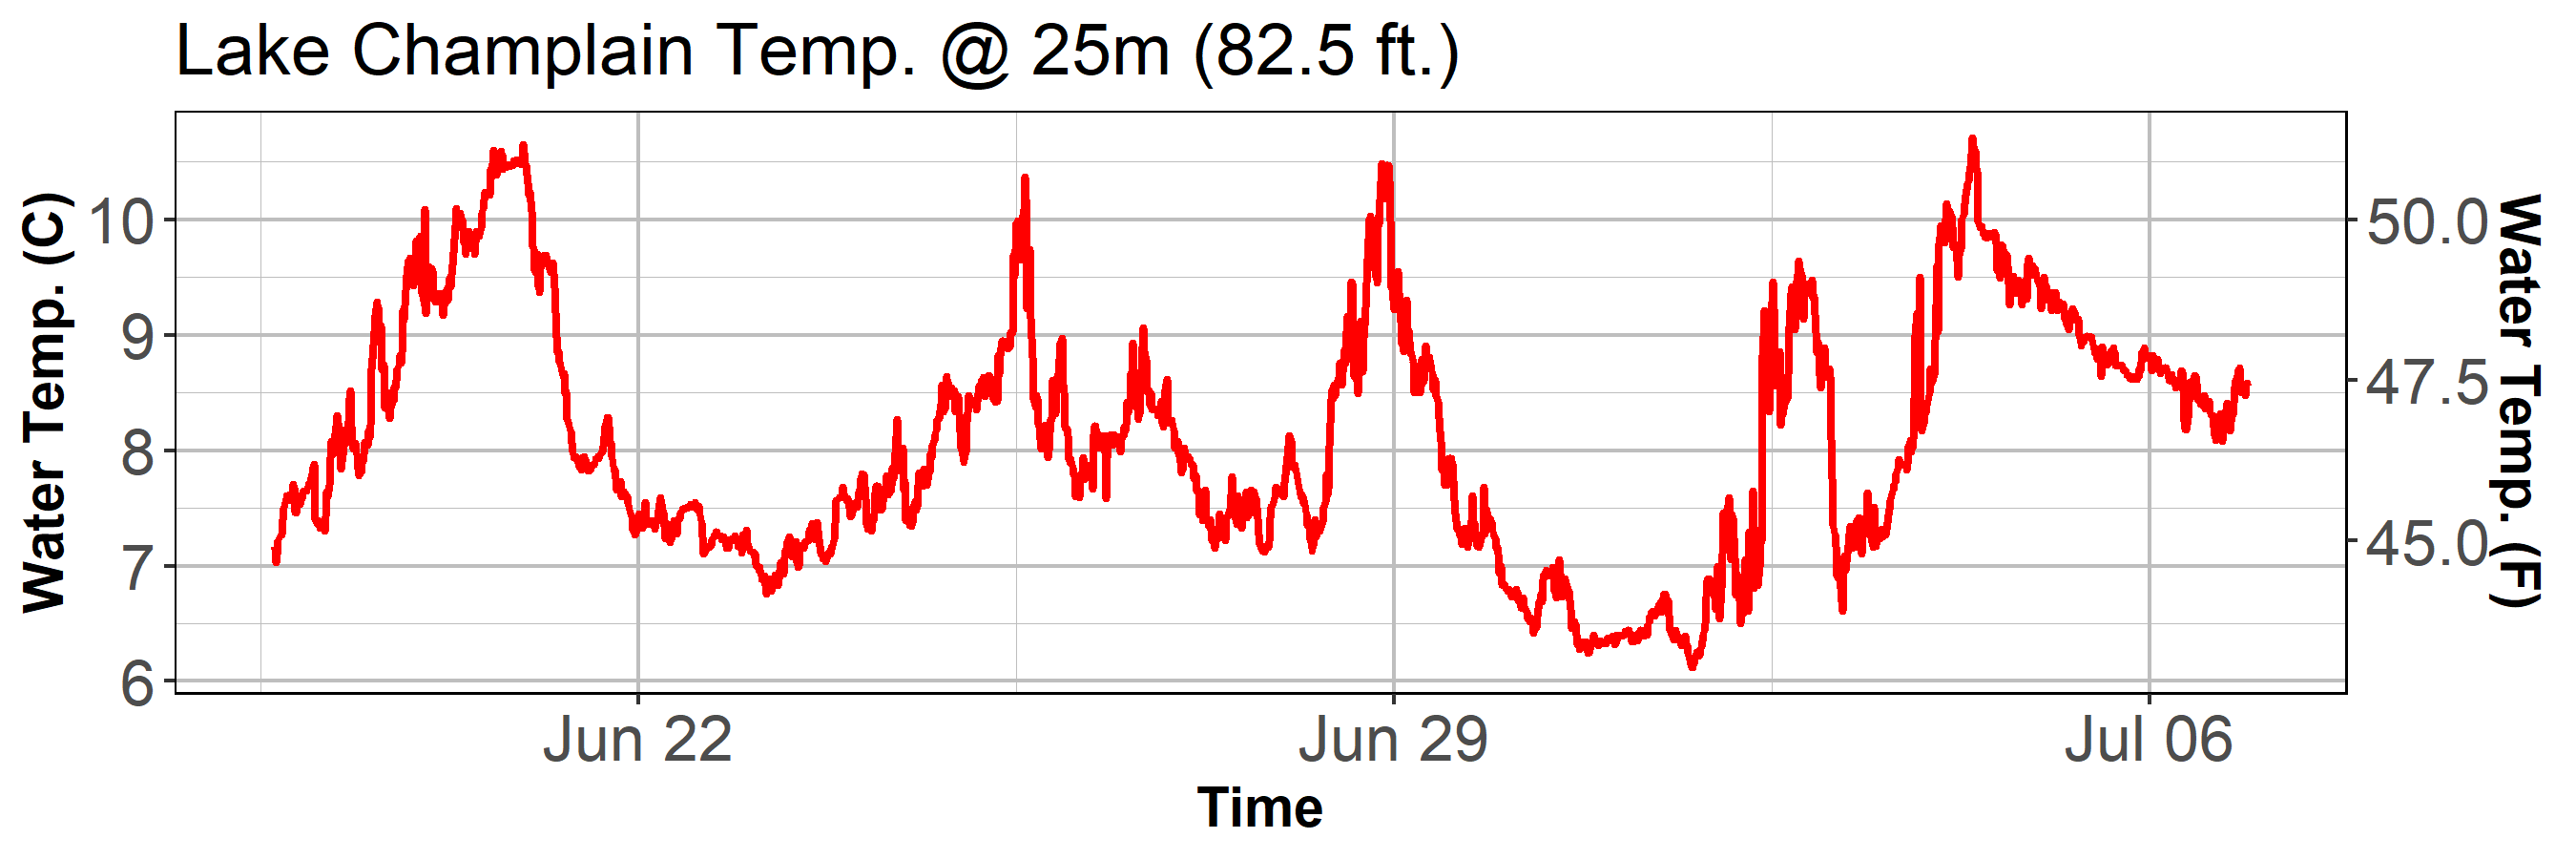 Lake Champlain Temp. @ 25m (82.5 ft.)
Water Temp. (C)
10
9
8
7
6
50.0
47.5
45.0
Water Temp. (F)
Jun 22
Jun 29
Jul 06
Time